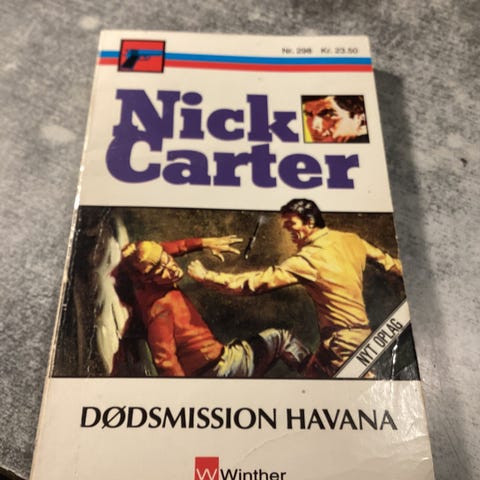 Nr. 298 Kr. 23.50
Nick
Carter
NYT OPLAG
DØDSMISSION HAVANA
W Winther